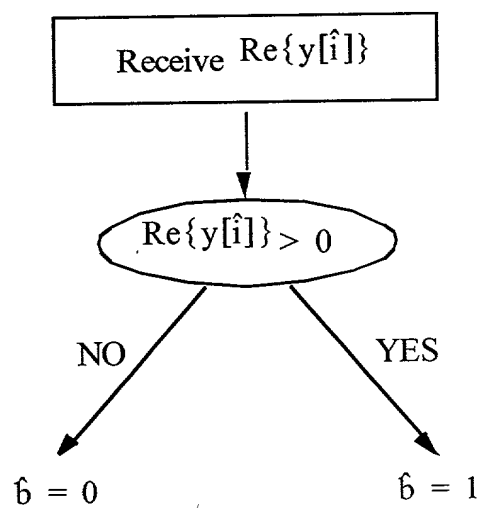 Receive Re{y[î]}
Re{y[î]} > 0
NO
YES
b̂ = 0
b̂ = 1